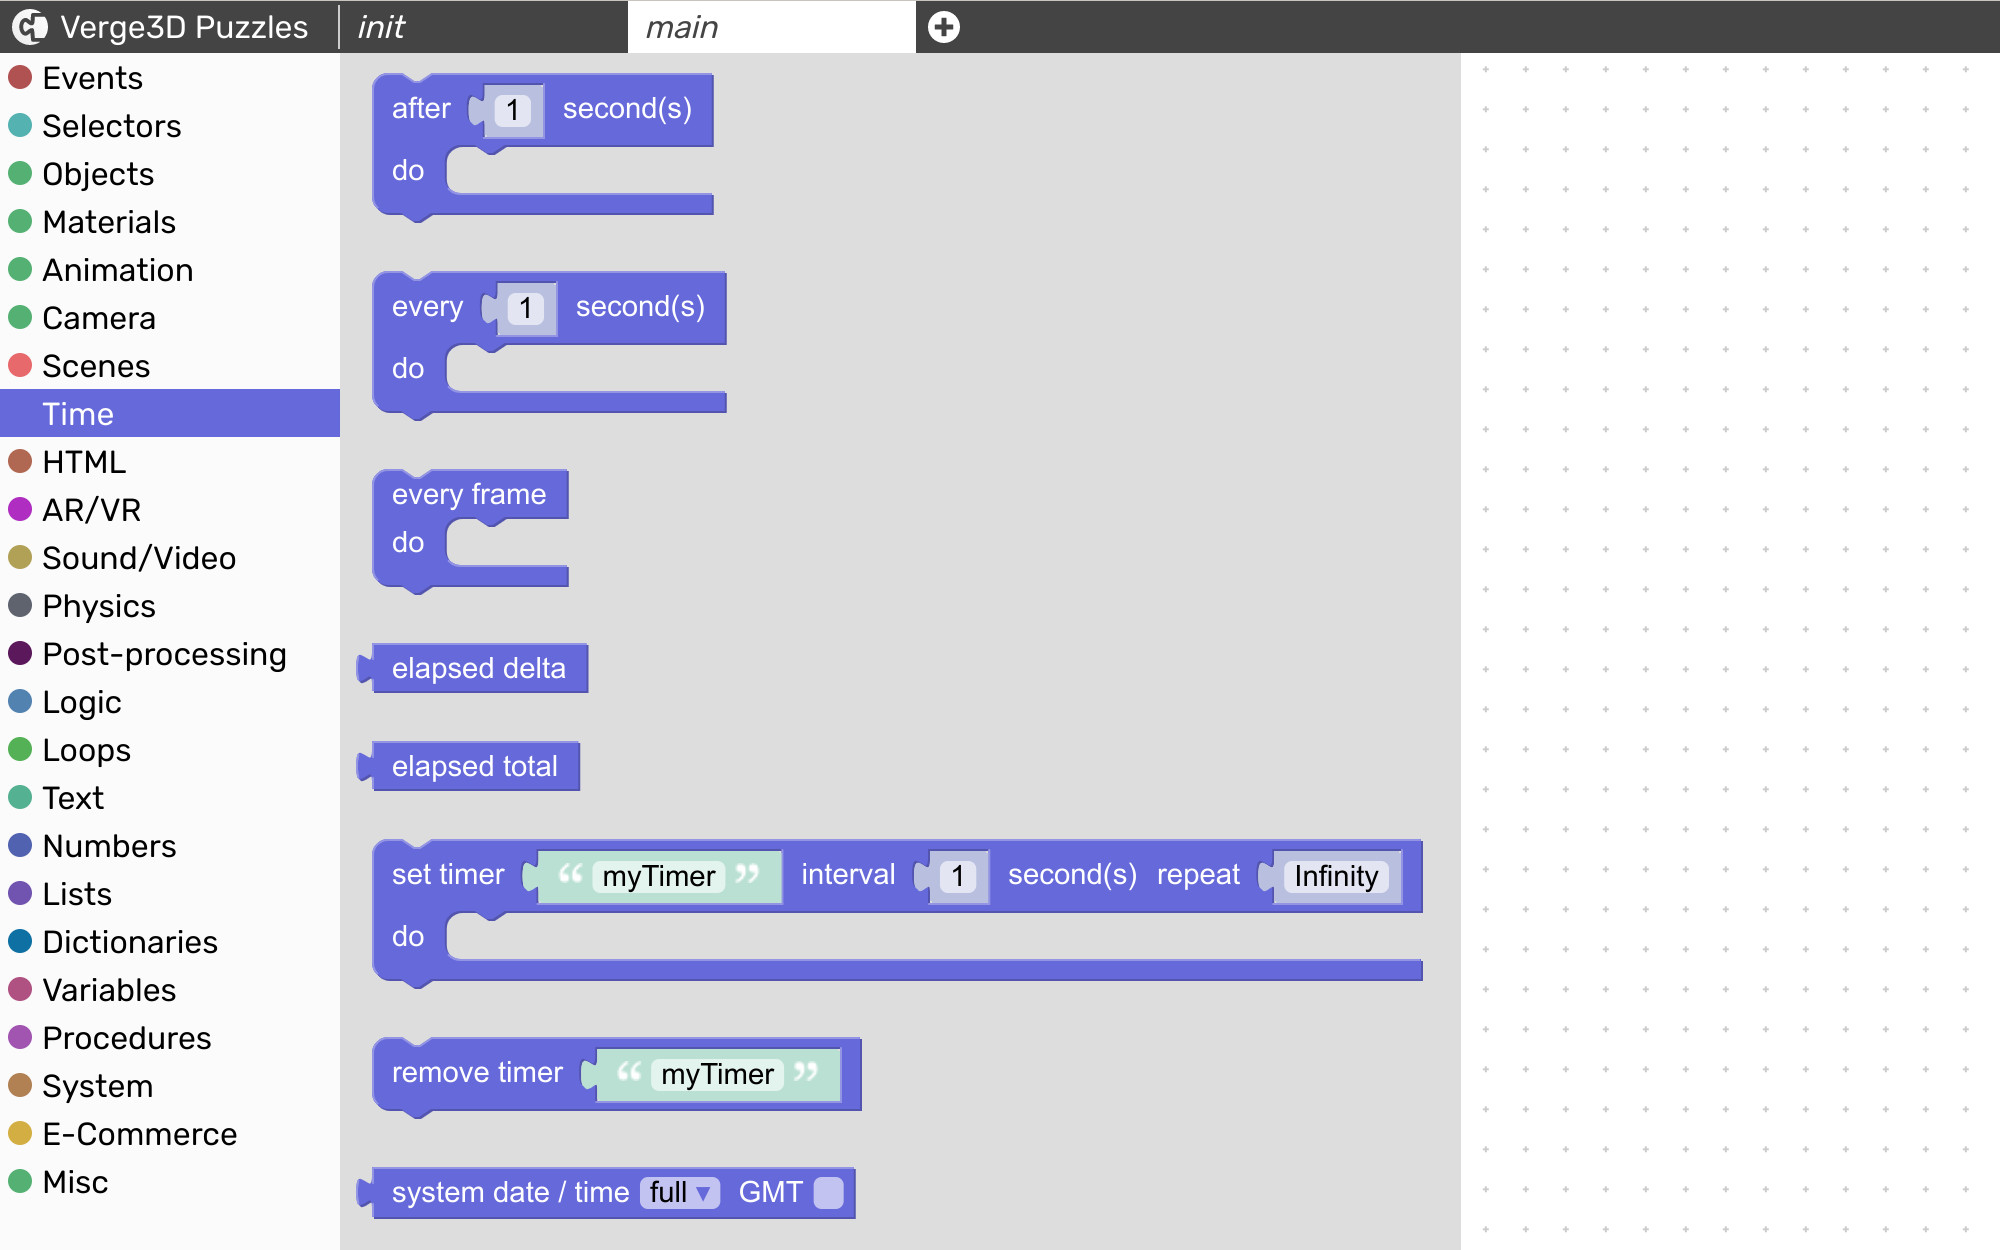 Verge3D Puzzles init main
Events
Selectors
Objects
Materials
Animation
Camera
Scenes
Time
HTML
AR/VR
Sound/Video
Physics
Post-processing
Logic
Loops
Text
Numbers
Lists
Dictionaries
Variables
Procedures
System
E-Commerce
Misc
after 1 second(s)
do
every 1 second(s)
do
every frame
do
elapsed delta
elapsed total
set timer “ myTimer ” interval 1 second(s) repeat Infinity
do
remove timer “ myTimer ”
system date / time full ▼ GMT